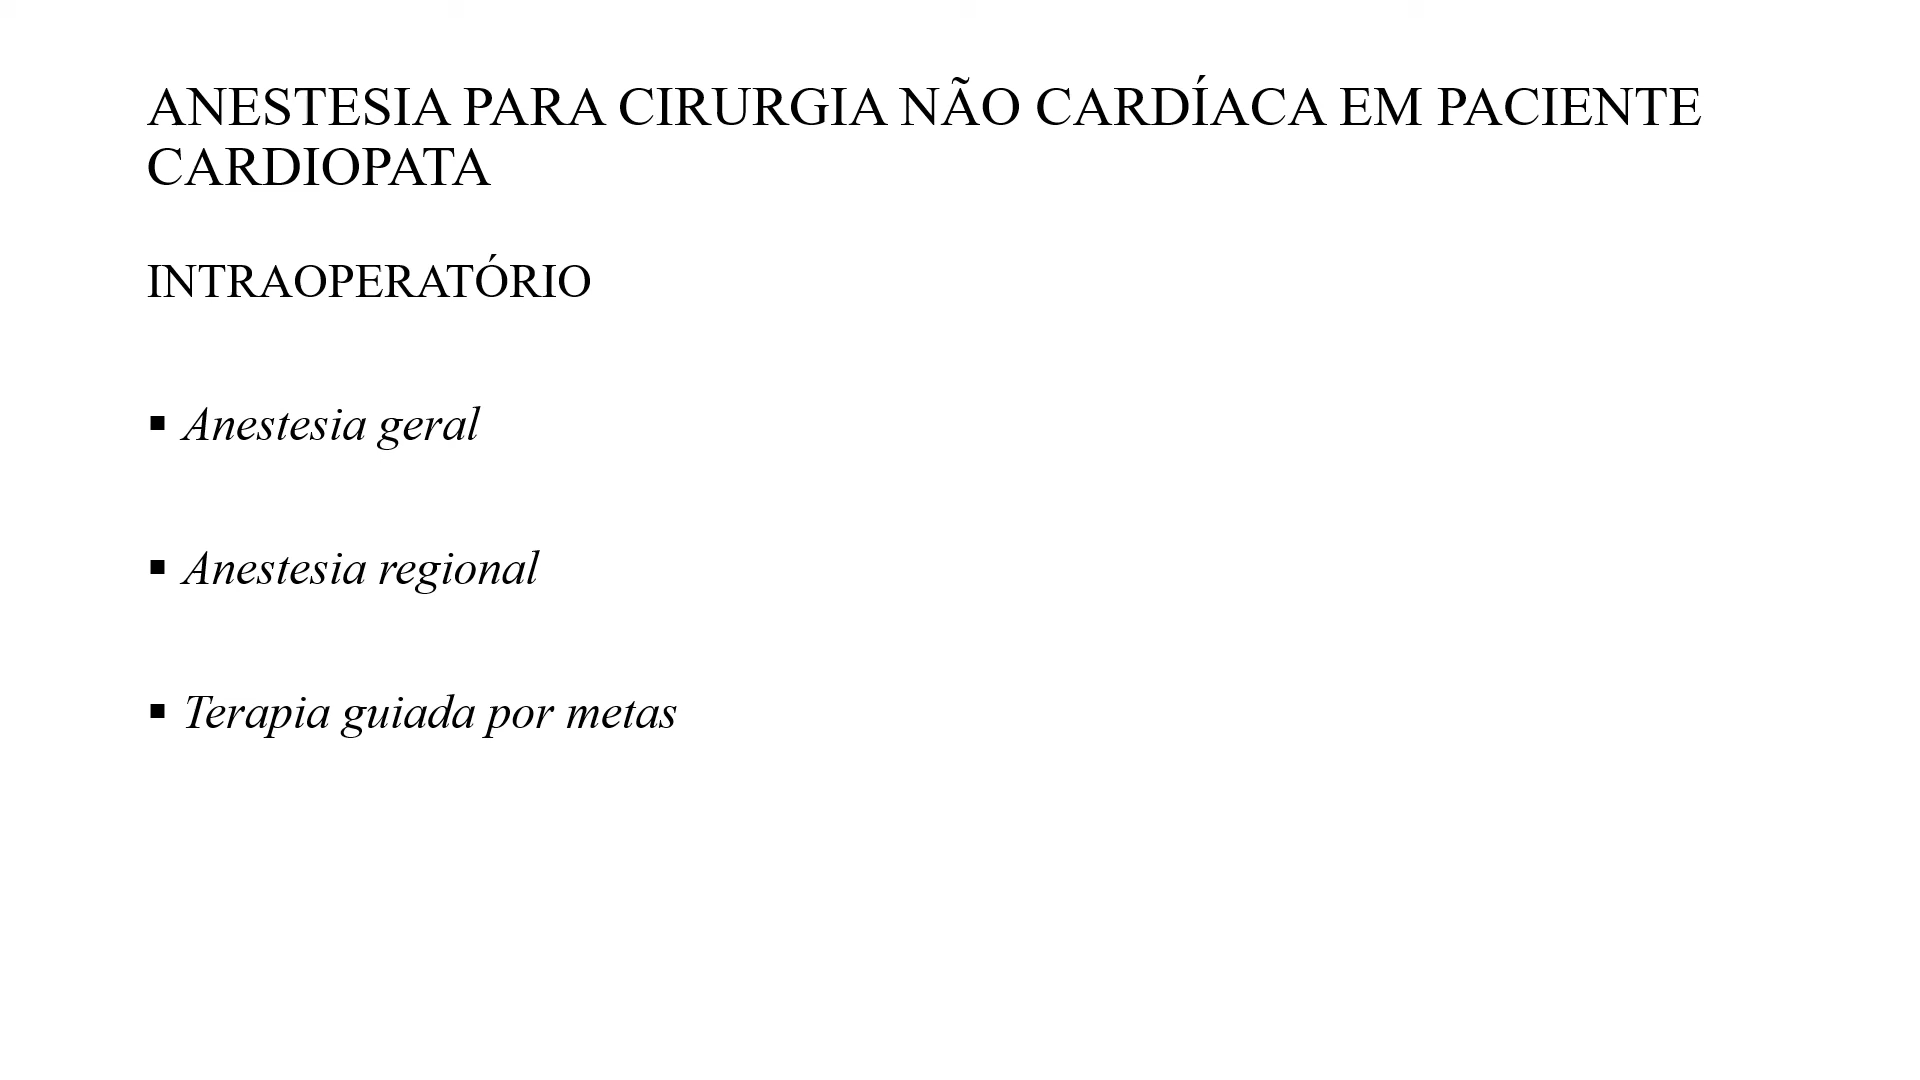 ANESTESIA PARA CIRURGIA NÃO CARDÍACA EM PACIENTE
CARDIOPATA
INTRAOPERATÓRIO
▪ Anestesia geral
▪ Anestesia regional
▪ Terapia guiada por metas